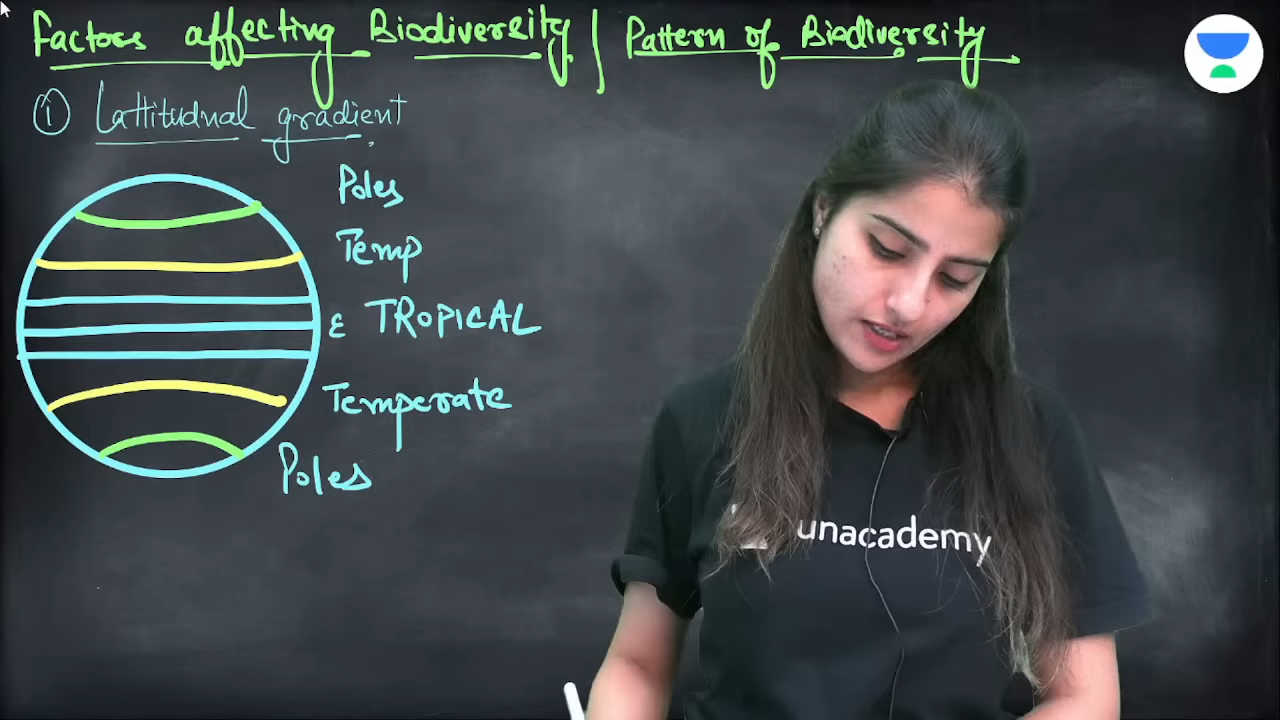 Factors affecting Biodiversity | Pattern of Biodiversity
① Lattitudnal gradient
Poles
Temp
ε TROPICAL
Temperate
Poles
unacademy